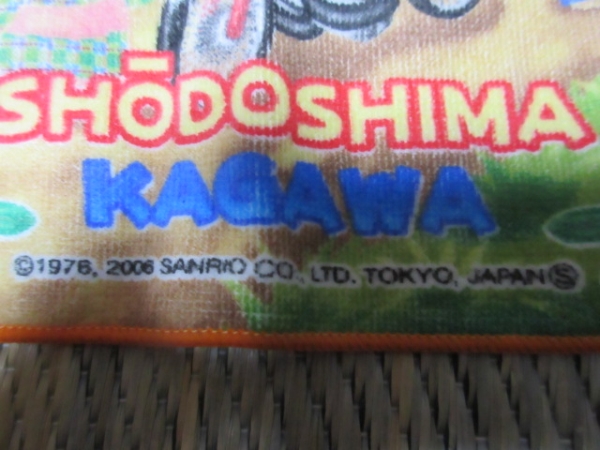 SHŌDOSHIMA
KAGAWA
©1976, 2006 SANRIO CO., LTD. TOKYO, JAPAN Ⓢ